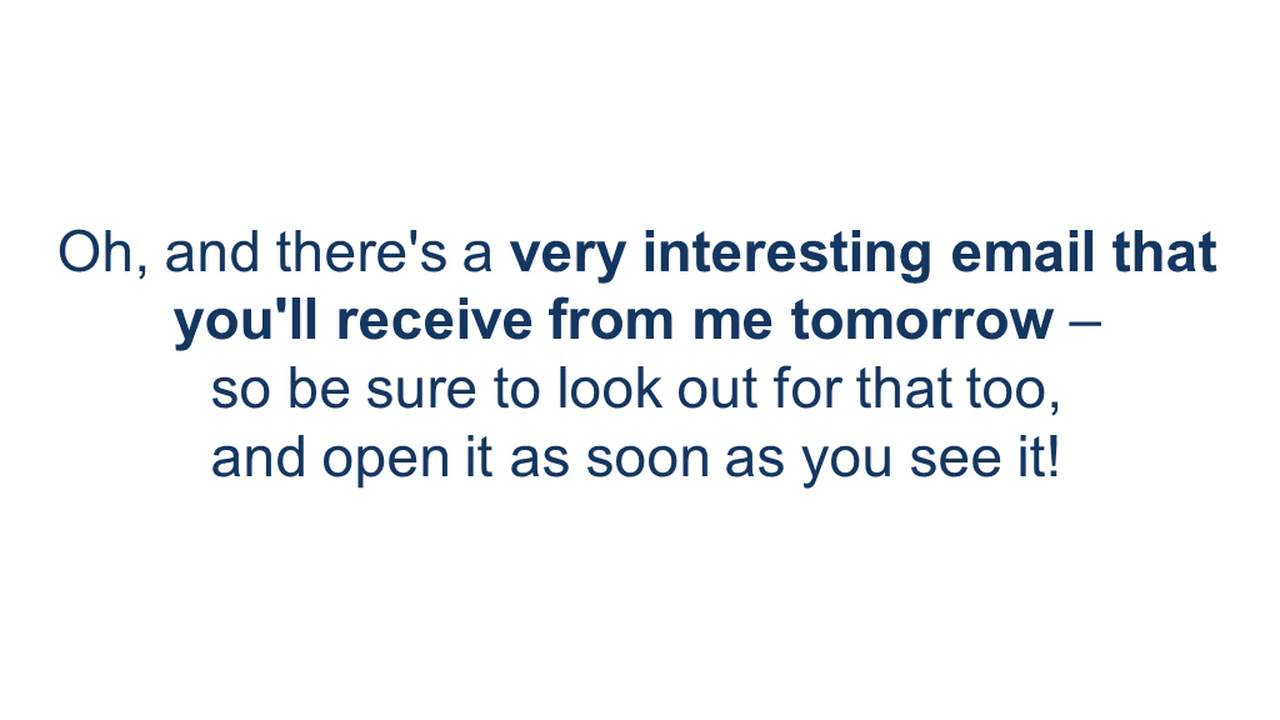 Oh, and there's a very interesting email that
you'll receive from me tomorrow –
so be sure to look out for that too,
and open it as soon as you see it!